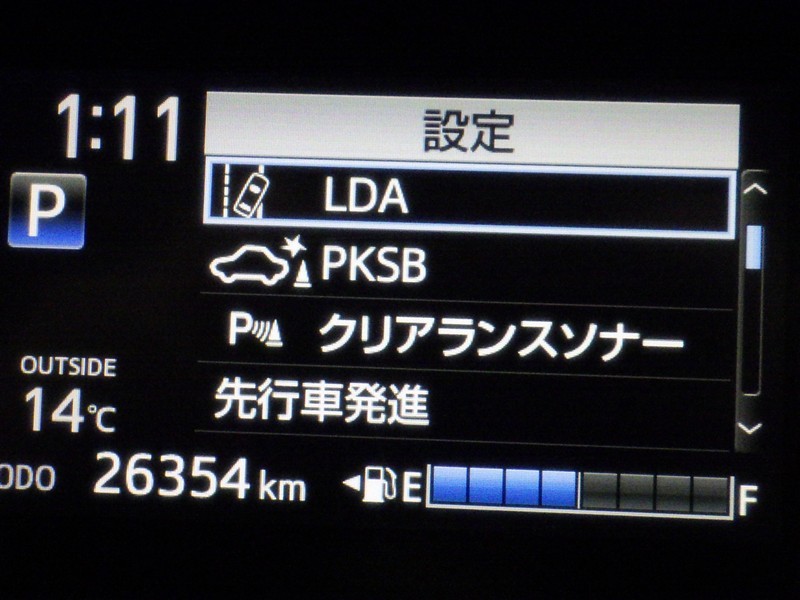 1:11
設定
P
LDA
PKSB
P クリアランスソナー
先行車発進
OUTSIDE
14℃
ODO 26354 km
E F